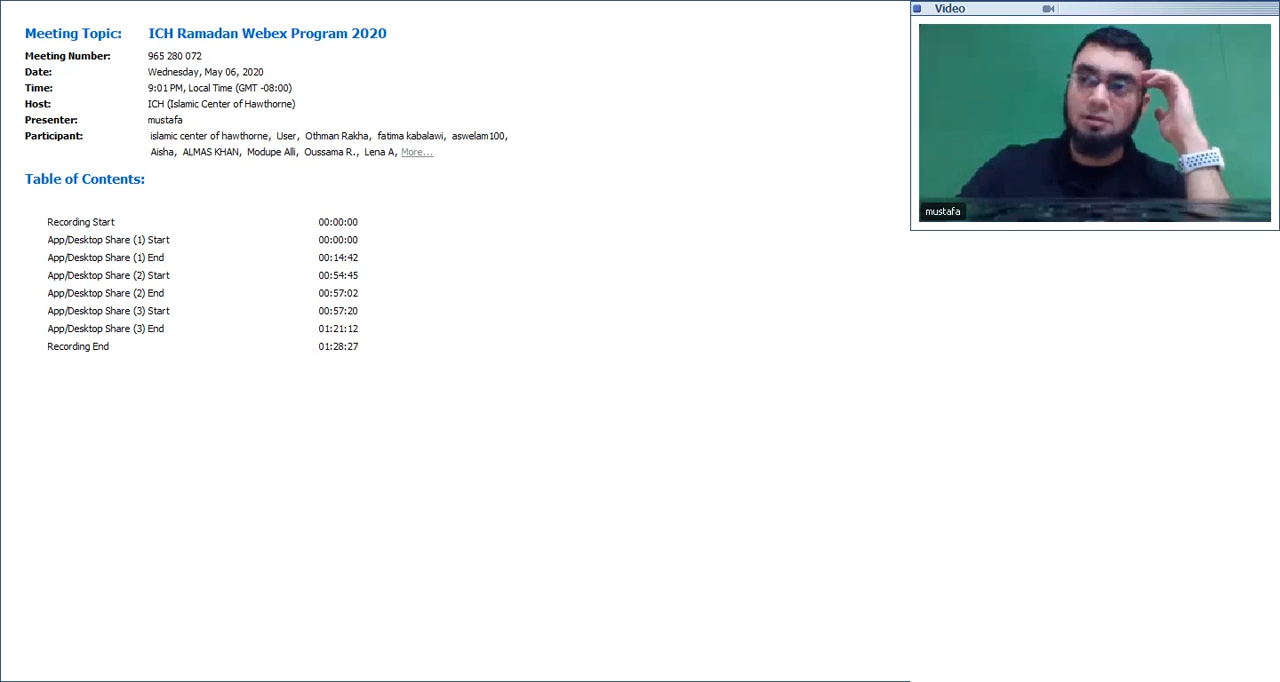 Meeting Topic: ICH Ramadan Webex Program 2020
Meeting Number: 965 280 072
Date: Wednesday, May 06, 2020
Time: 9:01 PM, Local Time (GMT -08:00)
Host: ICH (Islamic Center of Hawthorne)
Presenter: mustafa
Participant: islamic center of hawthorne, User, Othman Rakha, fatima kabalawi, aswelam100,
Aisha, ALMAS KHAN, Modupe Alli, Oussama R., Lena A, More...
Table of Contents:
Recording Start 00:00:00
App/Desktop Share (1) Start 00:00:00
App/Desktop Share (1) End 00:14:42
App/Desktop Share (2) Start 00:54:45
App/Desktop Share (2) End 00:57:02
App/Desktop Share (3) Start 00:57:20
App/Desktop Share (3) End 01:21:12
Recording End 01:28:27
Video
mustafa